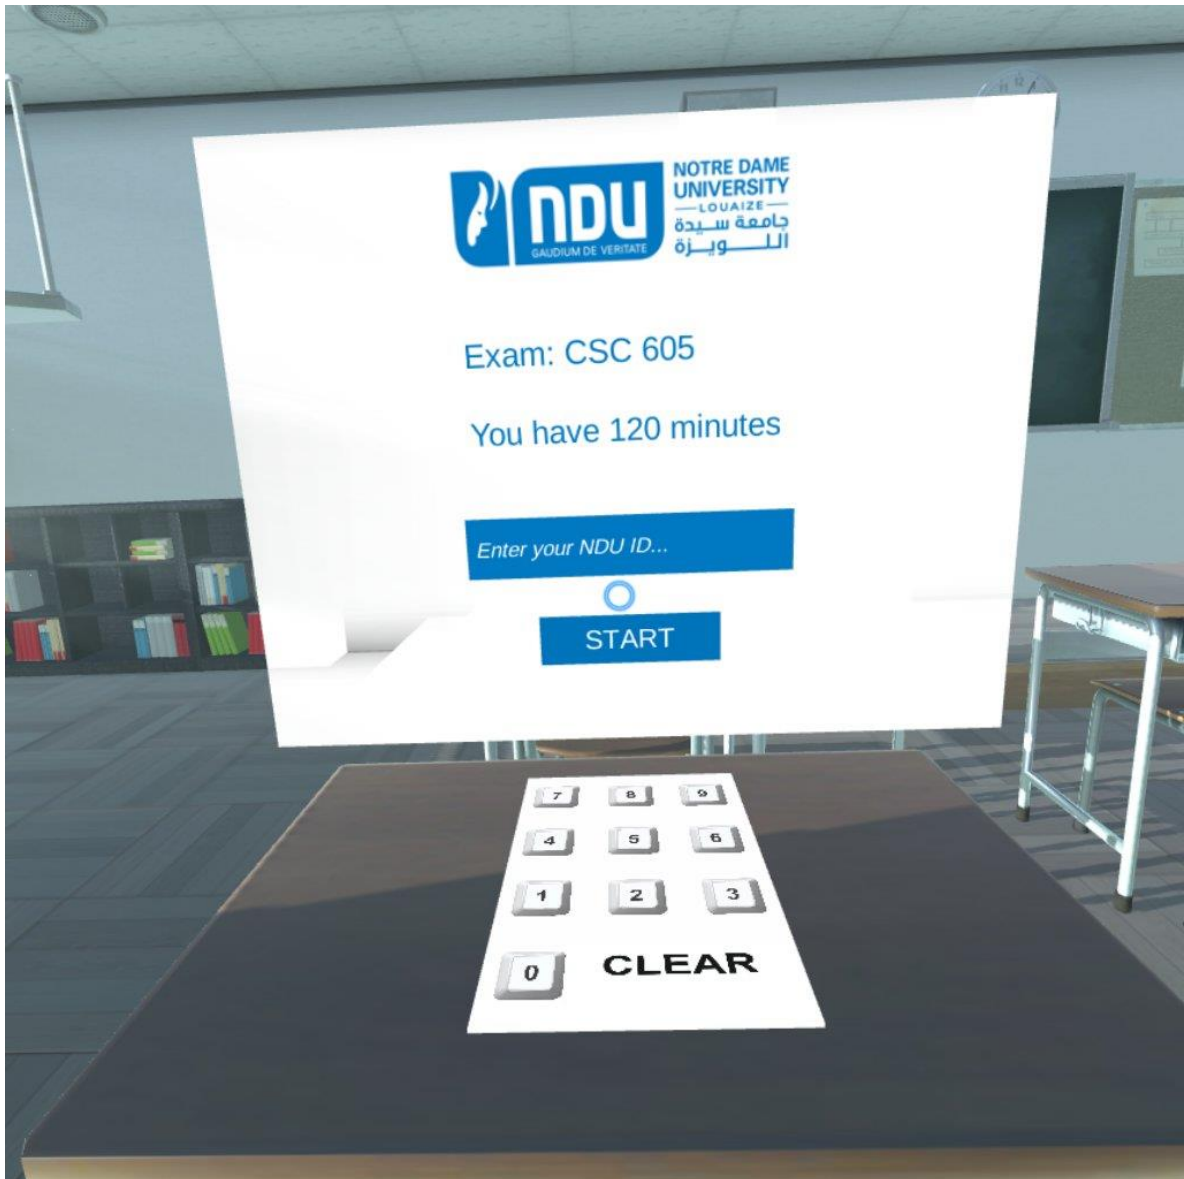 NDU
GAUDIUM DE VERITATE
NOTRE DAME
UNIVERSITY
LOUAIZE
جامعة سيدة
اللويزة
Exam: CSC 605
You have 120 minutes
Enter your NDU ID...
START
7 8 9
4 5 6
1 2 3
0 CLEAR